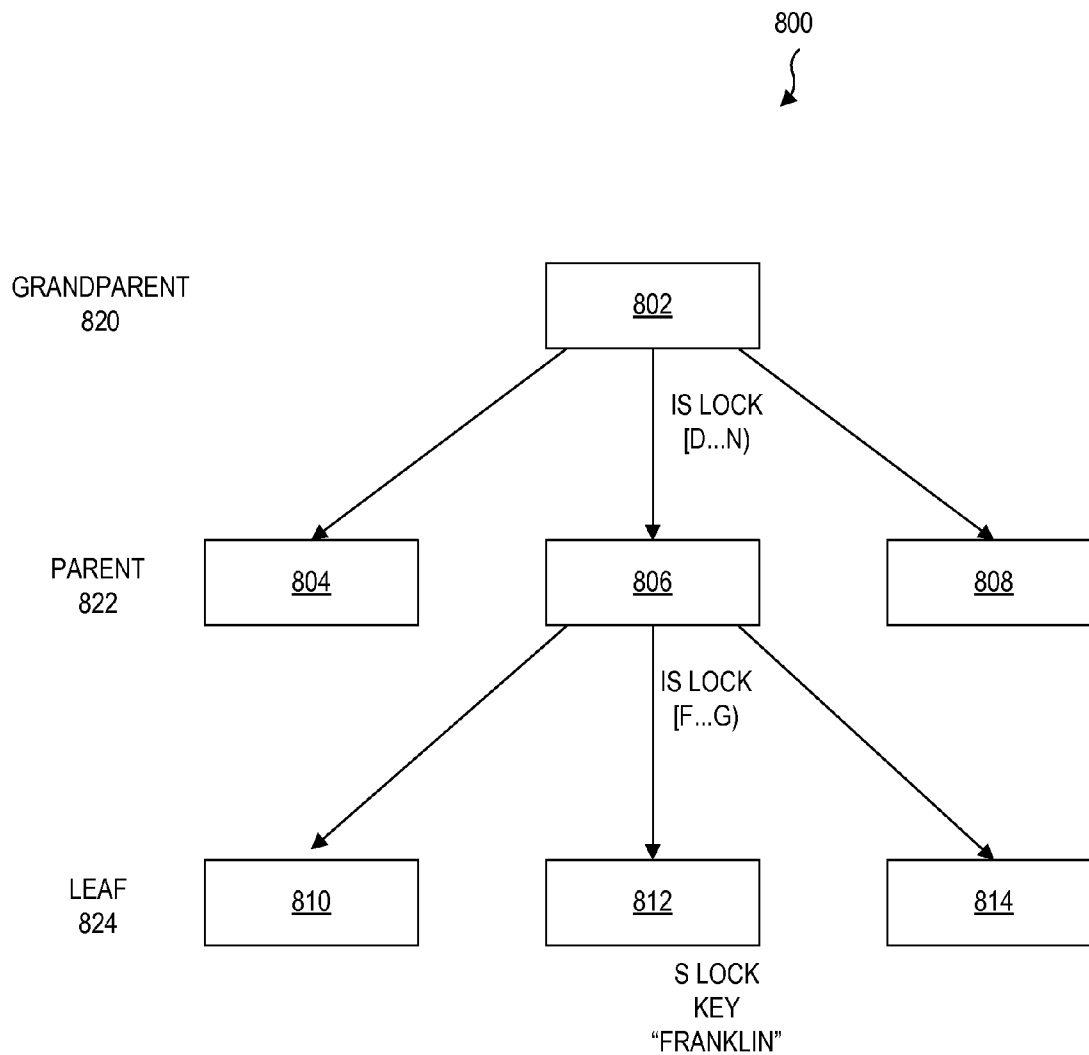 800
GRANDPARENT
820
802
IS LOCK
[D...N)
PARENT
822
804
806
808
IS LOCK
[F...G)
LEAF
824
810
812
814
S LOCK
KEY
“FRANKLIN”